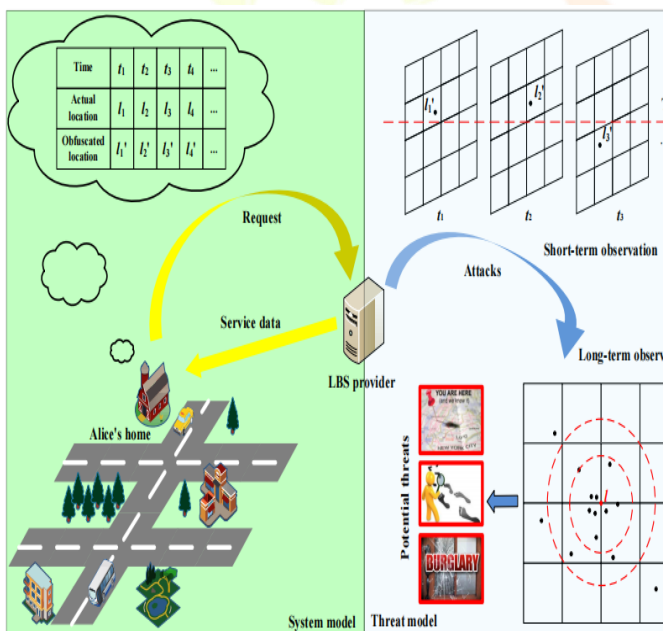 Time t₁ t₂ t₃ t₄ ...
Actual
location l₁ l₂ l₃ l₄ ...
Obfuscated
location l₁' l₂' l₃' l₄' ...
Request
Service data
Alice's home
LBS provider
System model
l₁'
l₂'
l₃'
t₁
t₂
t₃
Short-term observation
Attacks
Long-term observ
YOU ARE HERE
Potential threats
BURGLARY
l
Threat model